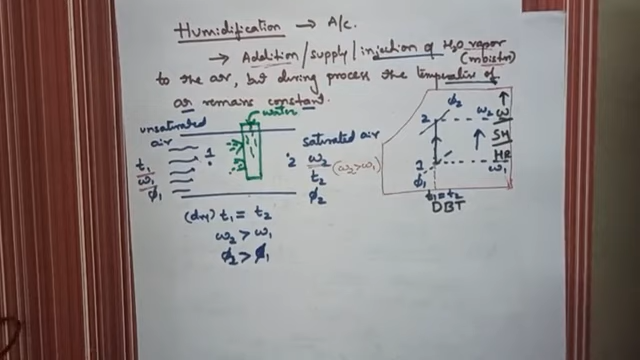 Humidification → A/c.
→ Addition/supply/injection of H2O vapor (moistr)
to the air, but during process the temperature of
air remains constant.
water
unsaturated air
1
2
saturated air
t1
ω1
φ1
ω2 (ω2>ω1)
t2
φ2
(dry) t1 = t2
ω2 > ω1
φ2 > φ1
φ2
2
ω2
ω
SH
HR
1
φ1
ω1
t1=t2
DBT